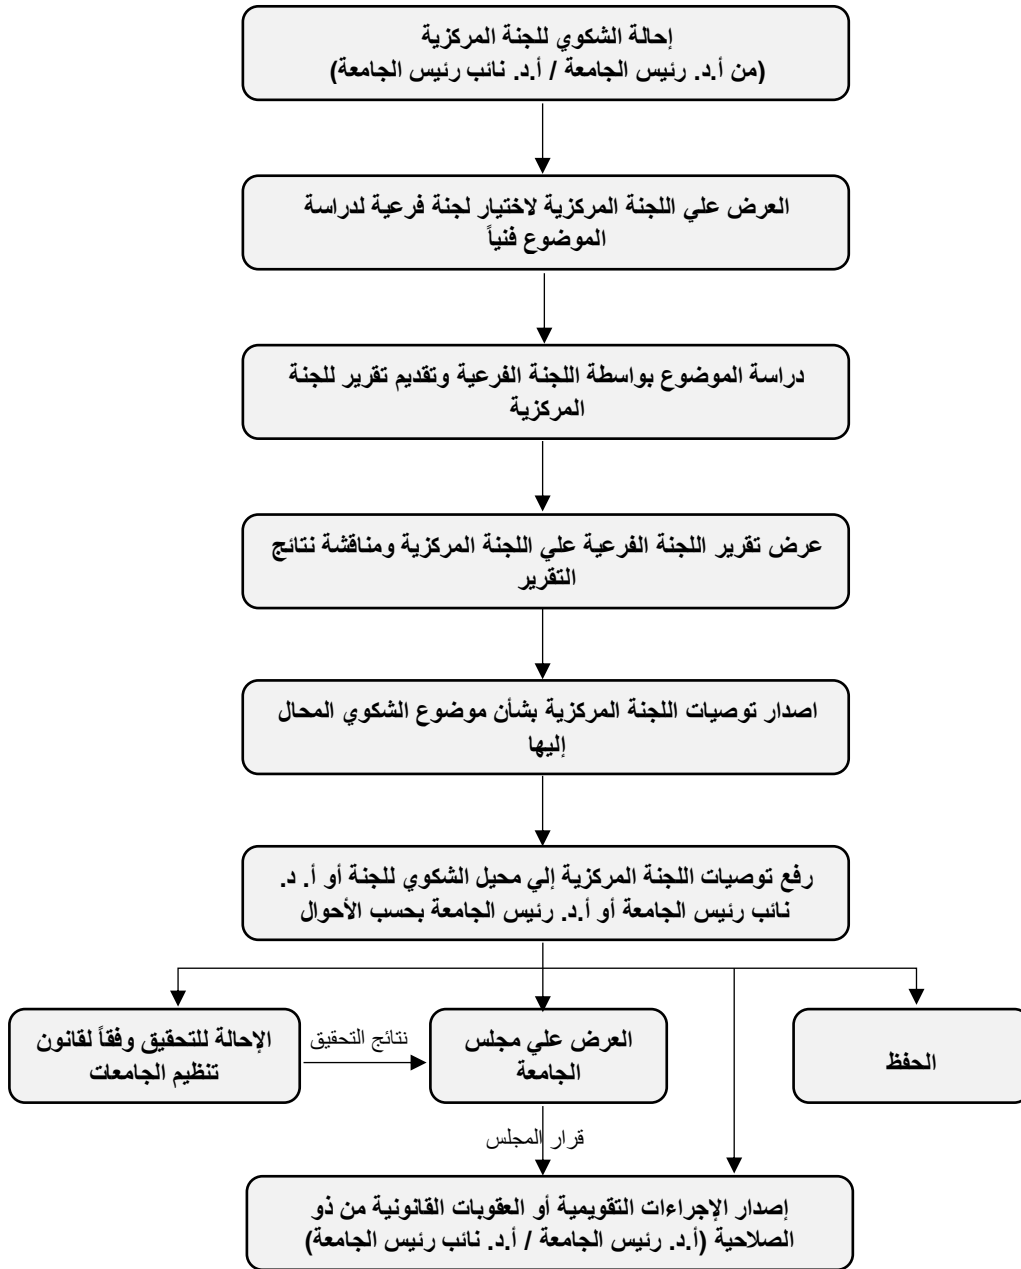 إحالة الشكوي للجنة المركزية
(من أ.د. رئيس الجامعة / أ.د. نائب رئيس الجامعة)
العرض علي اللجنة المركزية لاختيار لجنة فرعية لدراسة
الموضوع فنياً
دراسة الموضوع بواسطة اللجنة الفرعية وتقديم تقرير للجنة
المركزية
عرض تقرير اللجنة الفرعية علي اللجنة المركزية ومناقشة نتائج
التقرير
اصدار توصيات اللجنة المركزية بشأن موضوع الشكوي المحال
إليها
رفع توصيات اللجنة المركزية إلي محيل الشكوي للجنة أو أ. د.
نائب رئيس الجامعة أو أ.د. رئيس الجامعة بحسب الأحوال
الحفظ
العرض علي مجلس
الجامعة
نتائج التحقيق
الإحالة للتحقيق وفقاً لقانون
تنظيم الجامعات
قرار المجلس
إصدار الإجراءات التقويمية أو العقوبات القانونية من ذو
الصلاحية (أ.د. رئيس الجامعة / أ.د. نائب رئيس الجامعة)